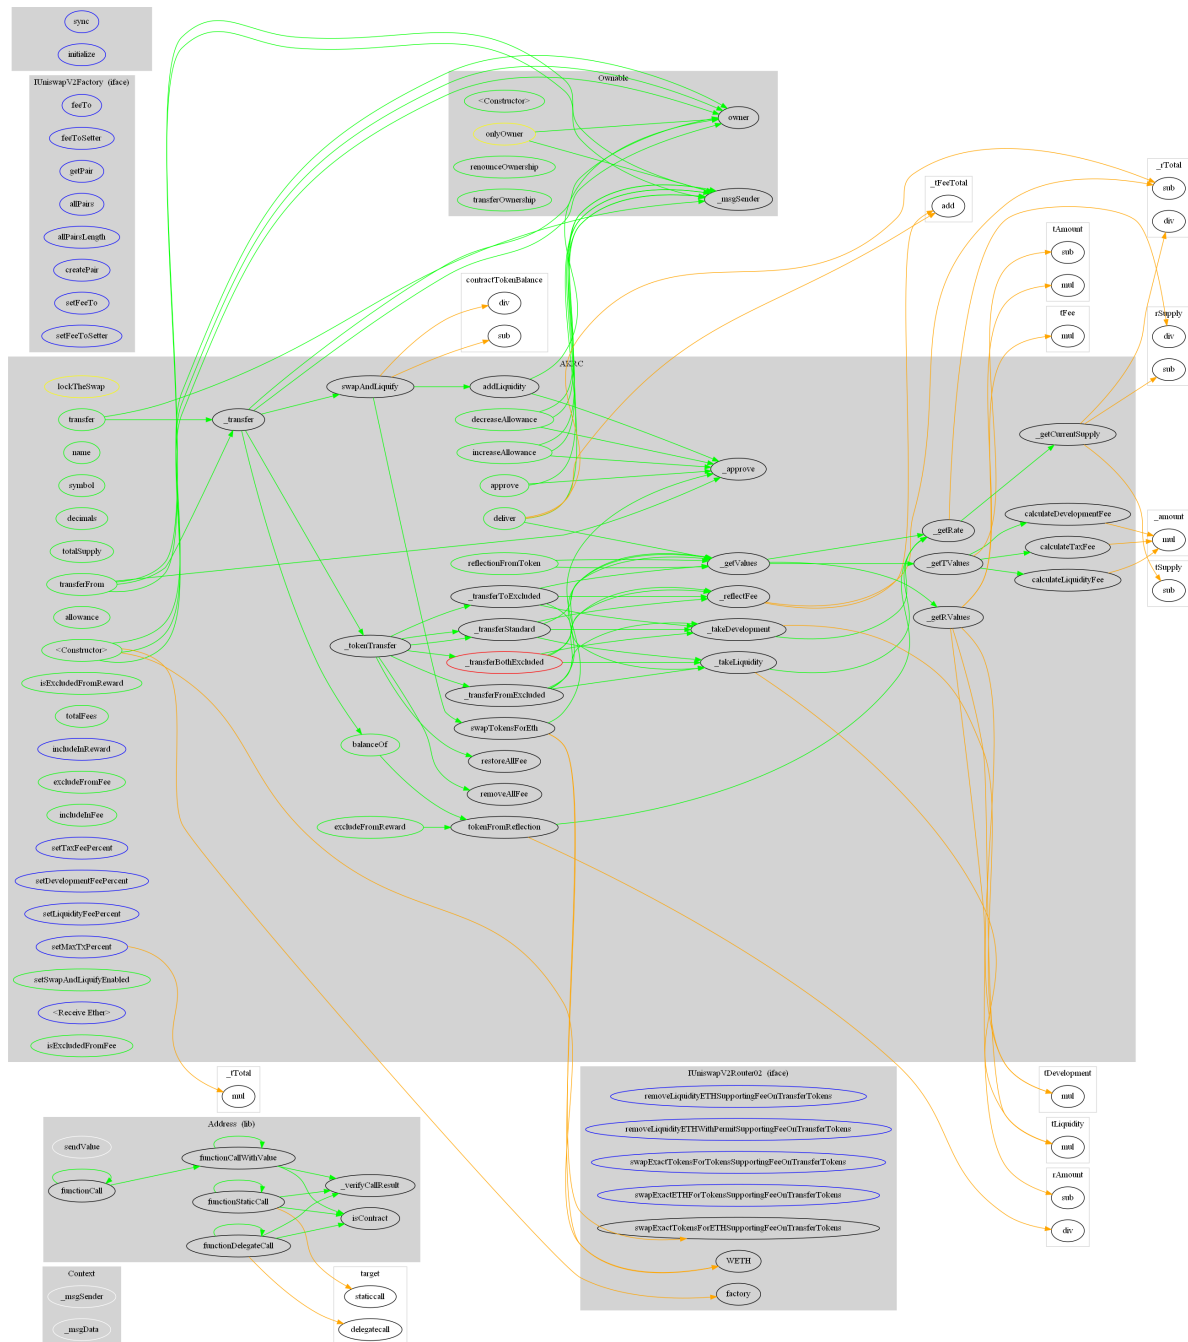 sync
initialize
IUniswapV2Factory (iface)
feeTo
feeToSetter
getPair
allPairs
allPairsLength
createPair
setFeeTo
setFeeToSetter
Ownable
<Constructor>
onlyOwner
renounceOwnership
transferOwnership
owner
_msgSender
_tFeeTotal
add
_rTotal
sub
div
tAmount
sub
mul
tFee
mul
rSupply
div
sub
contractTokenBalance
div
sub
AKRC
lockTheSwap
transfer
name
symbol
decimals
totalSupply
transferFrom
allowance
<Constructor>
isExcludedFromReward
totalFees
includeInReward
excludeFromFee
includeInFee
setTaxFeePercent
setDevelopmentFeePercent
setLiquidityFeePercent
setMaxTxPercent
setSwapAndLiquifyEnabled
<Receive Ether>
isExcludedFromFee
_transfer
swapAndLiquify
_tokenTransfer
balanceOf
excludeFromReward
addLiquidity
decreaseAllowance
increaseAllowance
approve
deliver
reflectionFromToken
_transferToExcluded
_transferStandard
_transferBothExcluded
_transferFromExcluded
swapTokensForEth
restoreAllFee
removeAllFee
tokenFromReflection
_approve
_getValues
_reflectFee
_takeDevelopment
_takeLiquidity
_getRate
_getTValues
_getRValues
_getCurrentSupply
calculateDevelopmentFee
calculateTaxFee
calculateLiquidityFee
_amount
mul
tSupply
sub
_tTotal
mul
Address (lib)
sendValue
functionCall
functionCallWithValue
functionStaticCall
functionDelegateCall
_verifyCallResult
isContract
Context
_msgSender
_msgData
target
staticcall
delegatecall
IUniswapV2Router02 (iface)
removeLiquidityETHSupportingFeeOnTransferTokens
removeLiquidityETHWithPermitSupportingFeeOnTransferTokens
swapExactTokensForTokensSupportingFeeOnTransferTokens
swapExactETHForTokensSupportingFeeOnTransferTokens
swapExactTokensForETHSupportingFeeOnTransferTokens
WETH
factory
tDevelopment
mul
tLiquidity
mul
rAmount
sub
div